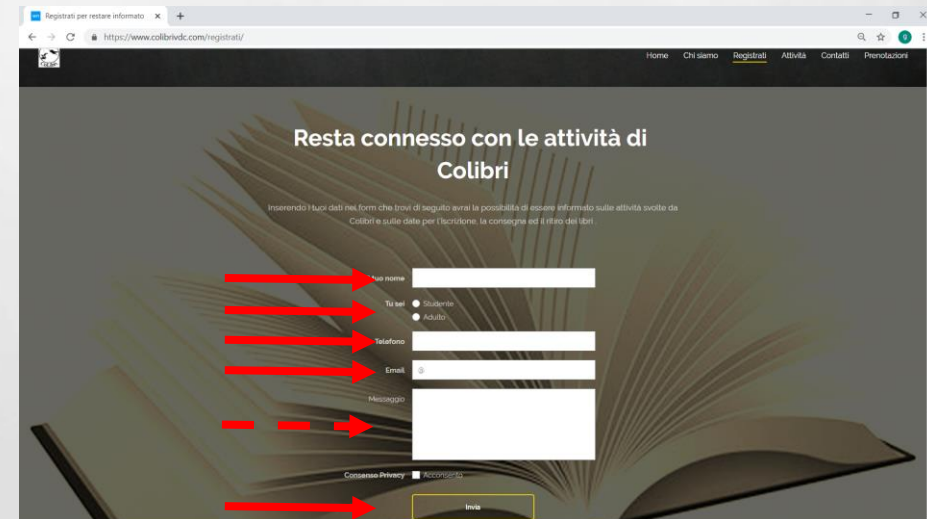 Registrati per restare informato
https://www.colibrivdc.com/registrati/
Home Chi siamo Registrati Attività Contatti Prenotazioni
Resta connesso con le attività di
Colibri
Inserendo i tuoi dati nel form che trovi di seguito avrai la possibilità di essere informato sulle attività svolte da
Colibri e sulle date per l'iscrizione, la consegna ed il ritiro dei libri
tuo nome
Tu sei Studente
Adulto
Telefono
Email @
Messaggio
Consenso Privacy Acconsento
Invia